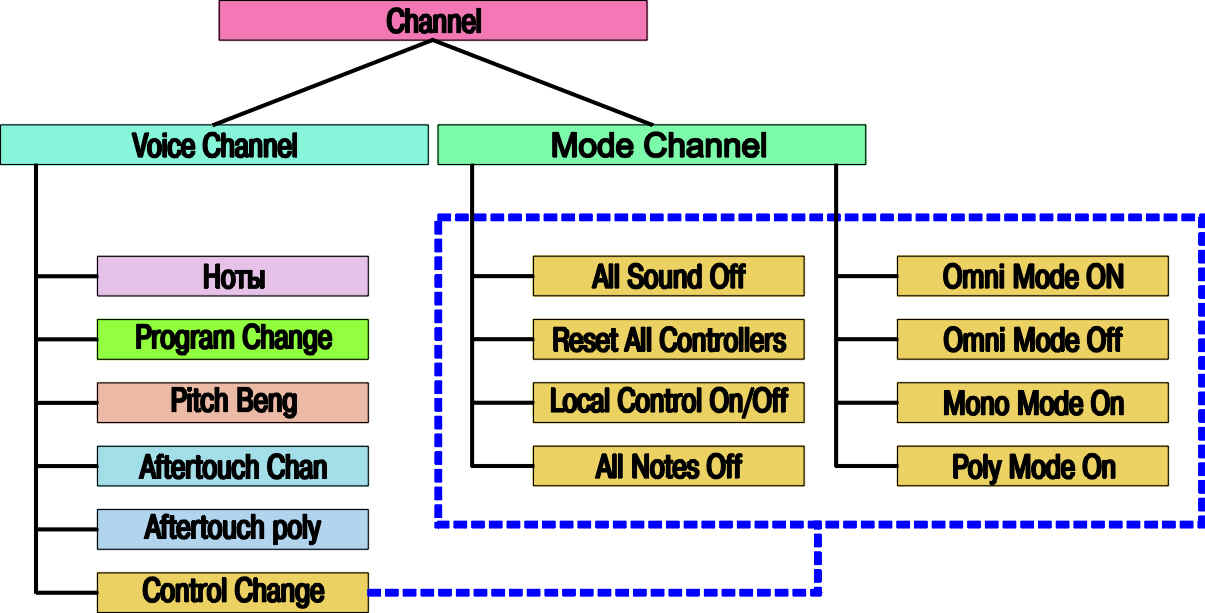 Channel
Voice Channel
Mode Channel
Ноты
Program Change
Pitch Beng
Aftertouch Chan
Aftertouch poly
Control Change
All Sound Off
Reset All Controllers
Local Control On/Off
All Notes Off
Omni Mode ON
Omni Mode Off
Mono Mode On
Poly Mode On